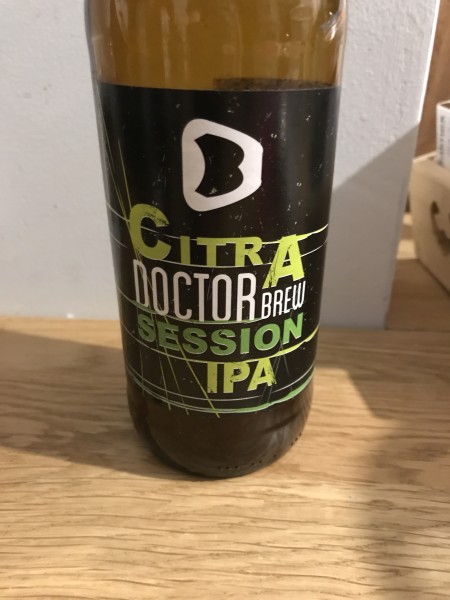 B
CITRA
DOCTOR BREW
SESSION
IPA